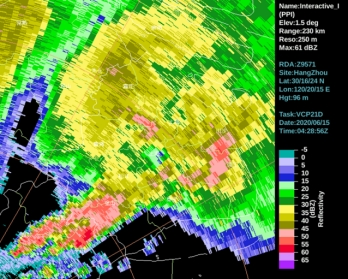 Name:Interactive_I
(PPI)
Elev:1.5 deg
Range:230 km
Reso:250 m
Max:61 dBZ
RDA:Z9571
Site:HangZhou
Lat:30/16/24 N
Lon:120/20/15 E
Hgt:96 m
Task:VCP21D
Date:2020/06/15
Time:04:28:56Z
-5
0
5
10
15
20
25
30
35
40
45
50
55
60
65
(dBZ)
Reflectivity